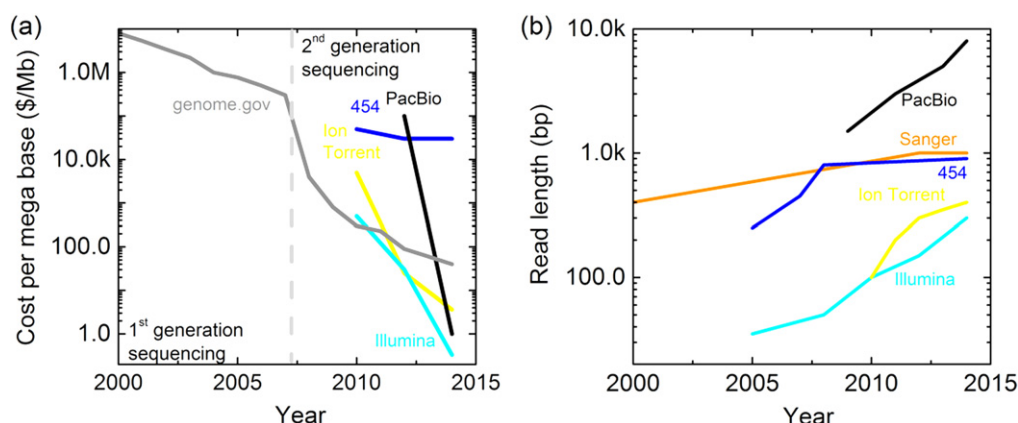 (a)
2nd generation
sequencing
PacBio
454
genome.gov
Ion
Torrent
Illumina
1st generation
sequencing
1.0M
10.0k
100.0
1.0
Cost per mega base ($/Mb)
2000 2005 2010 2015
Year
(b)
10.0k
1.0k
100.0
Read length (bp)
PacBio
Sanger
454
Ion Torrent
Illumina
2000 2005 2010 2015
Year